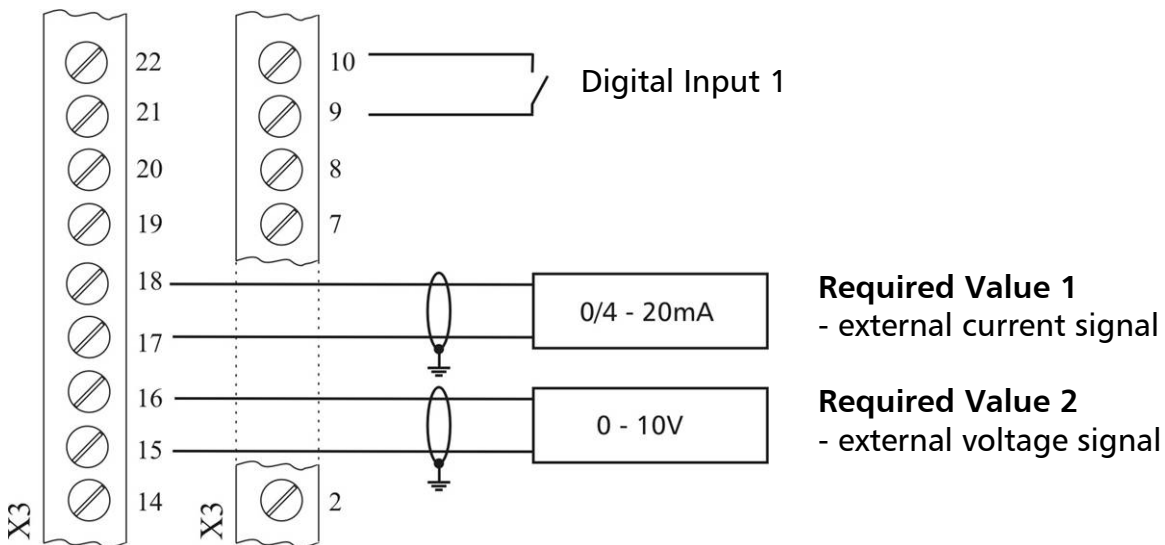 22
21
20
19
18
17
16
15
14
X3
10
9
8
7
2
X3
Digital Input 1
0/4 - 20mA
Required Value 1
- external current signal
0 - 10V
Required Value 2
- external voltage signal